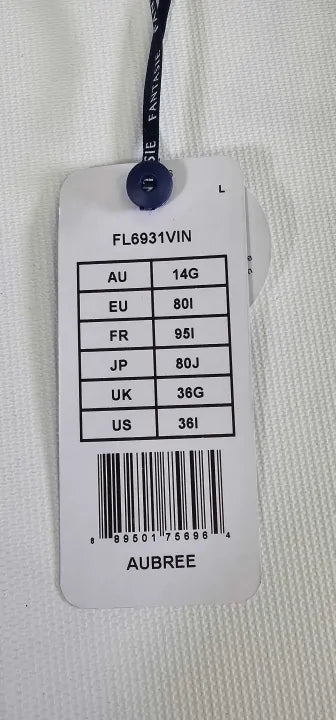 FANTASIE
L
FL6931VIN
AU 14G
EU 80I
FR 95I
JP 80J
UK 36G
US 36I
8 89501 75696 4
AUBREE